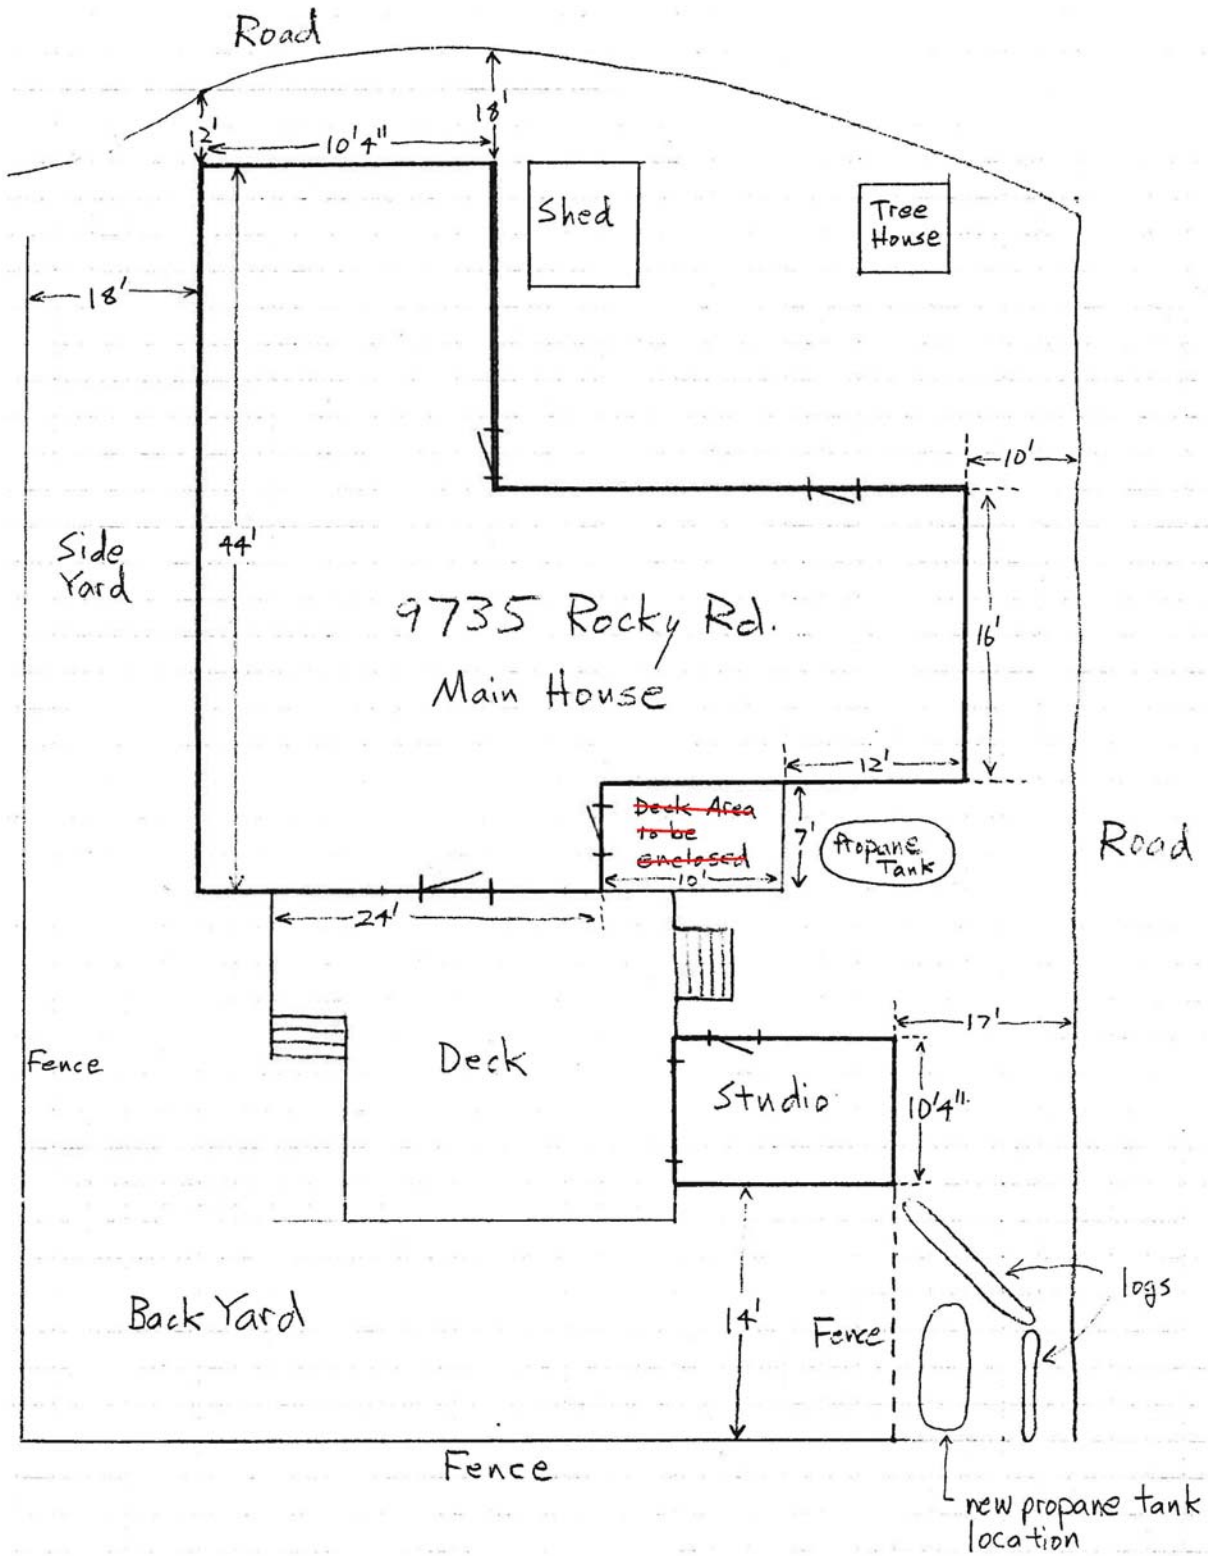 Road
12'
10'4"
18'
Shed
Tree
House
18'
10'
Side
Yard
44'
9735 Rocky Rd.
Main House
16'
12'
Deck Area
to be
enclosed
10'
7'
Propane
Tank
Road
24'
17'
Fence
Deck
Studio
10'4"
logs
Back Yard
14'
Fence
Fence
new propane tank
location